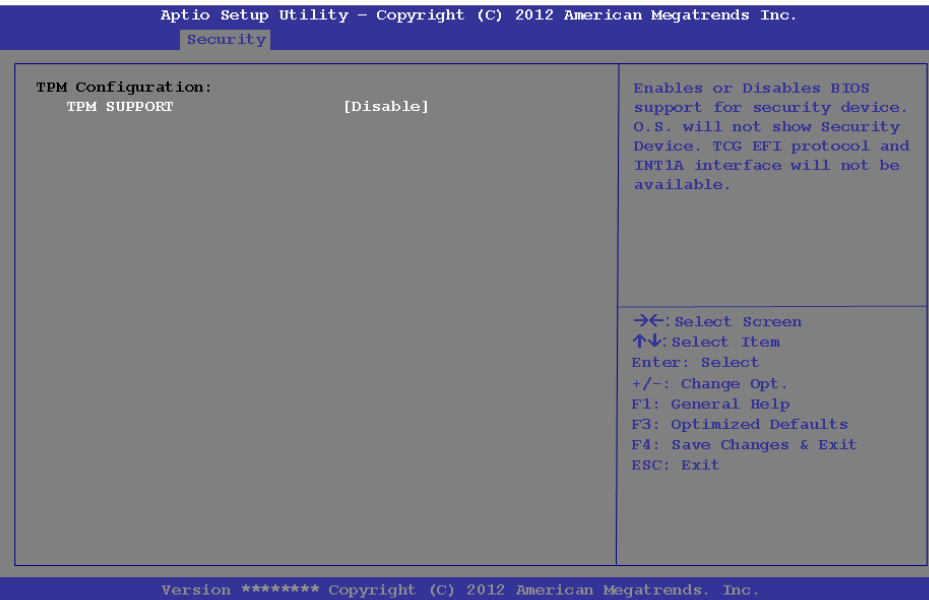 Aptio Setup Utility – Copyright (C) 2012 American Megatrends Inc.
Security
TPM Configuration:
TPM SUPPORT [Disable]
Enables or Disables BIOS
support for security device.
O.S. will not show Security
Device. TCG EFI protocol and
INT1A interface will not be
available.
→←: Select Screen
↑↓: Select Item
Enter: Select
+/-: Change Opt.
F1: General Help
F3: Optimized Defaults
F4: Save Changes & Exit
ESC: Exit
Version ******** Copyright (C) 2012 American Megatrends. Inc.